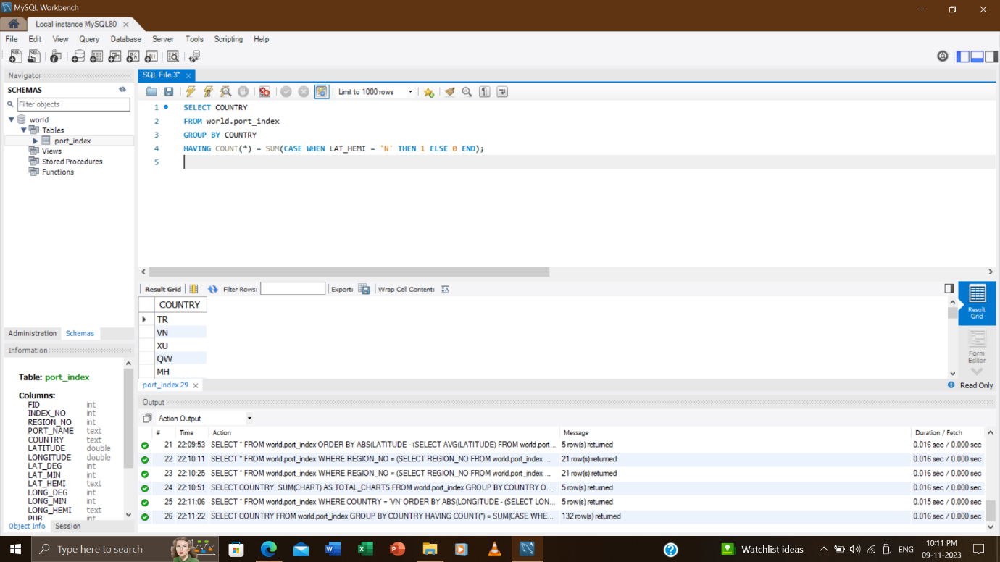 MySQL Workbench
Local instance MySQL80
File Edit View Query Database Server Tools Scripting Help
Navigator
SCHEMAS
Filter objects
world
Tables
port_index
Views
Stored Procedures
Functions
Administration Schemas
Information
Table: port_index
Columns:
FID int
INDEX_NO int
REGION_NO int
PORT_NAME text
COUNTRY text
LATITUDE double
LONGITUDE double
LAT_DEG int
LAT_MIN int
LAT_HEMI text
LONG_DEG int
LONG_MIN int
LONG_HEMI text
PUB int
Object Info Session
SQL File 3*
Limit to 1000 rows
1 SELECT COUNTRY
2 FROM world.port_index
3 GROUP BY COUNTRY
4 HAVING COUNT(*) = SUM(CASE WHEN LAT_HEMI = 'N' THEN 1 ELSE 0 END);
5
Result Grid Filter Rows: Export: Wrap Cell Content:
COUNTRY
TR
VN
XU
QW
MH
Result Grid
Form Editor
port_index 29
Read Only
Output
Action Output
# Time Action Message Duration / Fetch
21 22:09:53 SELECT * FROM world.port_index ORDER BY ABS(LATITUDE - (SELECT AVG(LATITUDE) FROM world.port... 5 row(s) returned 0.016 sec / 0.000 sec
22 22:10:11 SELECT * FROM world.port_index WHERE REGION_NO = (SELECT REGION_NO FROM world.port_index ... 21 row(s) returned 0.016 sec / 0.000 sec
23 22:10:25 SELECT * FROM world.port_index WHERE REGION_NO = (SELECT REGION_NO FROM world.port_index ... 21 row(s) returned 0.016 sec / 0.000 sec
24 22:10:51 SELECT COUNTRY, SUM(CHART) AS TOTAL_CHARTS FROM world.port_index GROUP BY COUNTRY O... 5 row(s) returned 0.016 sec / 0.000 sec
25 22:11:06 SELECT * FROM world.port_index WHERE COUNTRY = 'VN' ORDER BY ABS(LONGITUDE - (SELECT LON... 5 row(s) returned 0.015 sec / 0.000 sec
26 22:11:22 SELECT COUNTRY FROM world.port_index GROUP BY COUNTRY HAVING COUNT(*) = SUM(CASE WHE... 132 row(s) returned 0.016 sec / 0.000 sec
Type here to search
Watchlist ideas
ENG
10:11 PM
09-11-2023